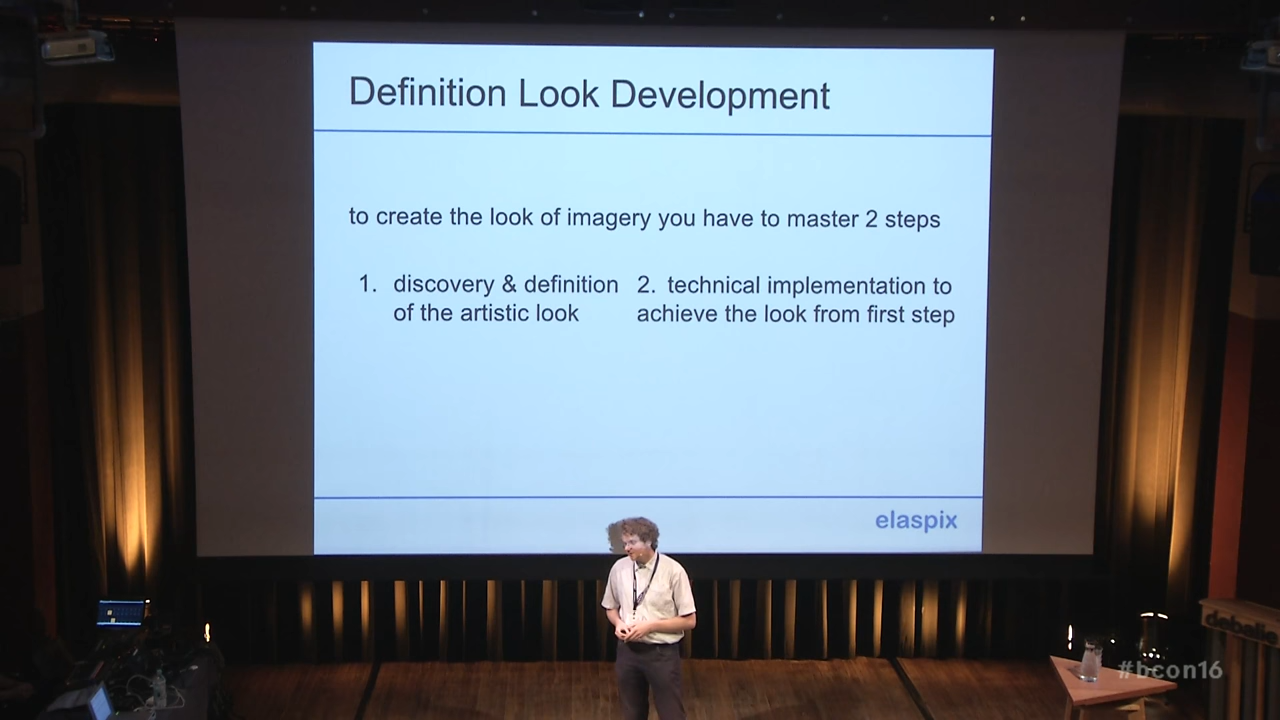 Definition Look Development
to create the look of imagery you have to master 2 steps
1. discovery & definition
of the artistic look
2. technical implementation to
achieve the look from first step
elaspix
debalie
#bcon16